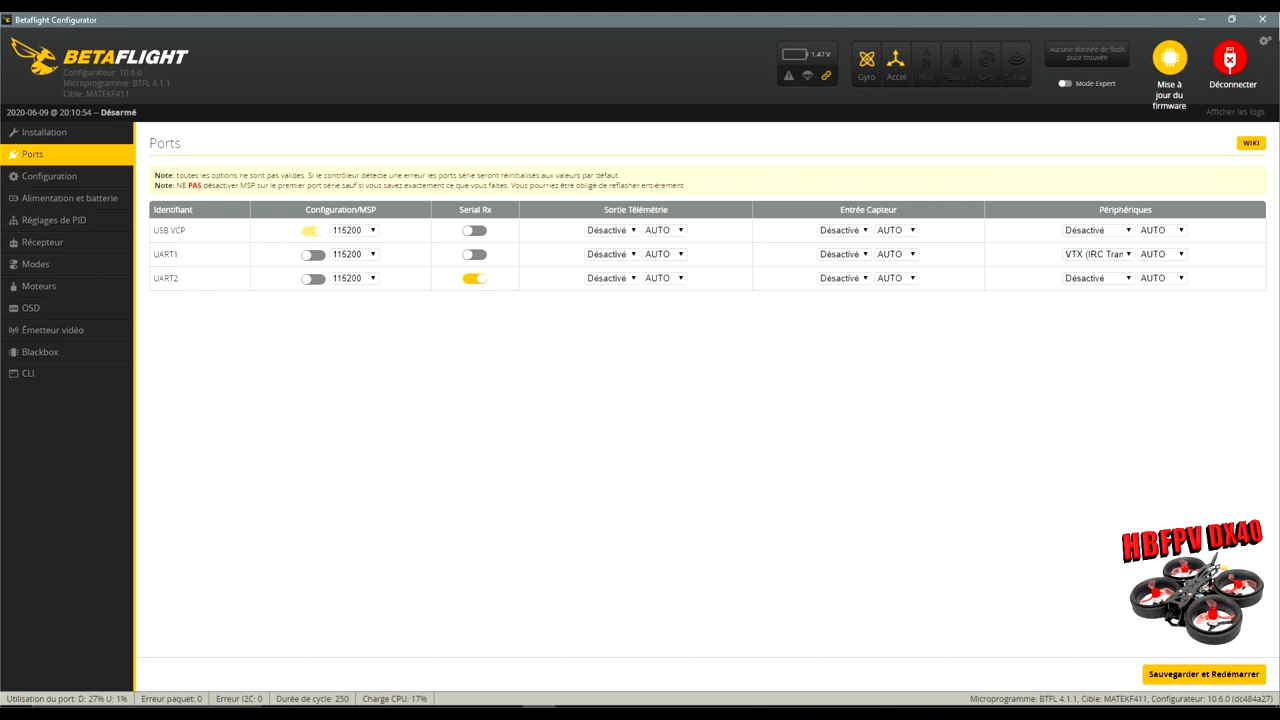 Betaflight Configurator
BETAFLIGHT
Configurateur: 10.6.0
Microprogramme: BTFL 4.1.1
Cible: MATEKF411
1.47 V
Gyro Accel Mag Baro GPS Sonar
Aucune donnée de flash
puce trouvée
Mode Expert
Mise à
jour du
firmware
Déconnecter
2020-06-09 @ 20:10:54 -- Désarmé
Afficher les logs
Installation
Ports
Configuration
Alimentation et batterie
Réglages de PID
Récepteur
Modes
Moteurs
OSD
Émetteur vidéo
Blackbox
CLI
Ports
WIKI
Note: toutes les options ne sont pas valides. Si le contrôleur détecte une erreur les ports série seront réinitialisés aux valeurs par défaut.
Note: NE PAS désactiver MSP sur le premier port série sauf si vous savez exactement ce que vous faites. Vous pourriez être obligé de reflasher entièrement .
Identifiant Configuration/MSP Serial Rx Sortie Télémétrie Entrée Capteur Périphériques
USB VCP 115200 Désactivé AUTO Désactivé AUTO Désactivé AUTO
UART1 115200 Désactivé AUTO Désactivé AUTO VTX (IRC Tran AUTO
UART2 115200 Désactivé AUTO Désactivé AUTO Désactivé AUTO
HBFPV DX40
Sauvegarder et Redémarrer
Utilisation du port: D: 27% U: 1% Erreur paquet: 0 Erreur I2C: 0 Durée de cycle: 250 Charge CPU: 17% Microprogramme: BTFL 4.1.1, Cible: MATEKF411, Configurateur: 10.6.0 (dc484a27)